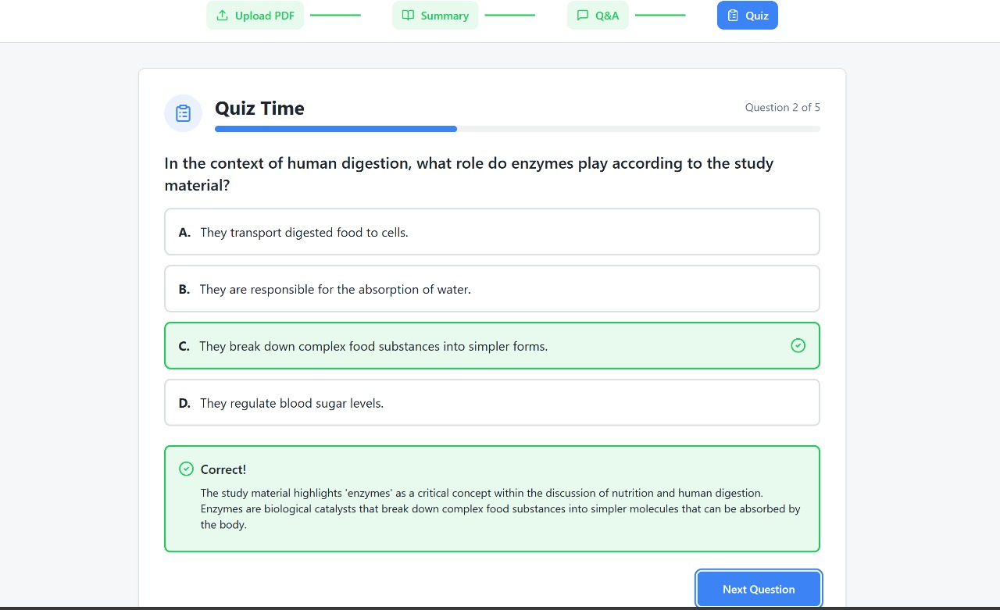 Upload PDF
Summary
Q&A
Quiz
Quiz Time
Question 2 of 5
In the context of human digestion, what role do enzymes play according to the study
material?
A. They transport digested food to cells.
B. They are responsible for the absorption of water.
C. They break down complex food substances into simpler forms.
D. They regulate blood sugar levels.
Correct!
The study material highlights 'enzymes' as a critical concept within the discussion of nutrition and human digestion.
Enzymes are biological catalysts that break down complex food substances into simpler molecules that can be absorbed by
the body.
Next Question